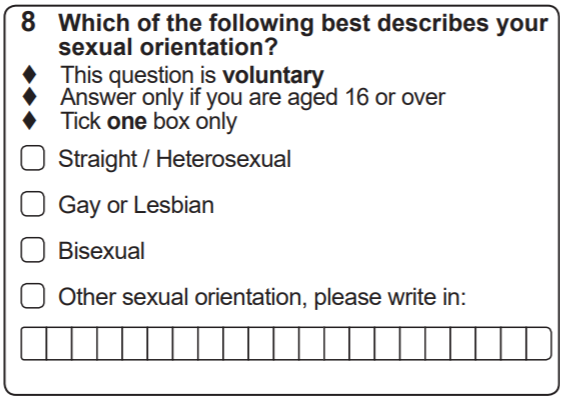 8 Which of the following best describes your
sexual orientation?
♦ This question is voluntary
♦ Answer only if you are aged 16 or over
♦ Tick one box only
Straight / Heterosexual
Gay or Lesbian
Bisexual
Other sexual orientation, please write in: